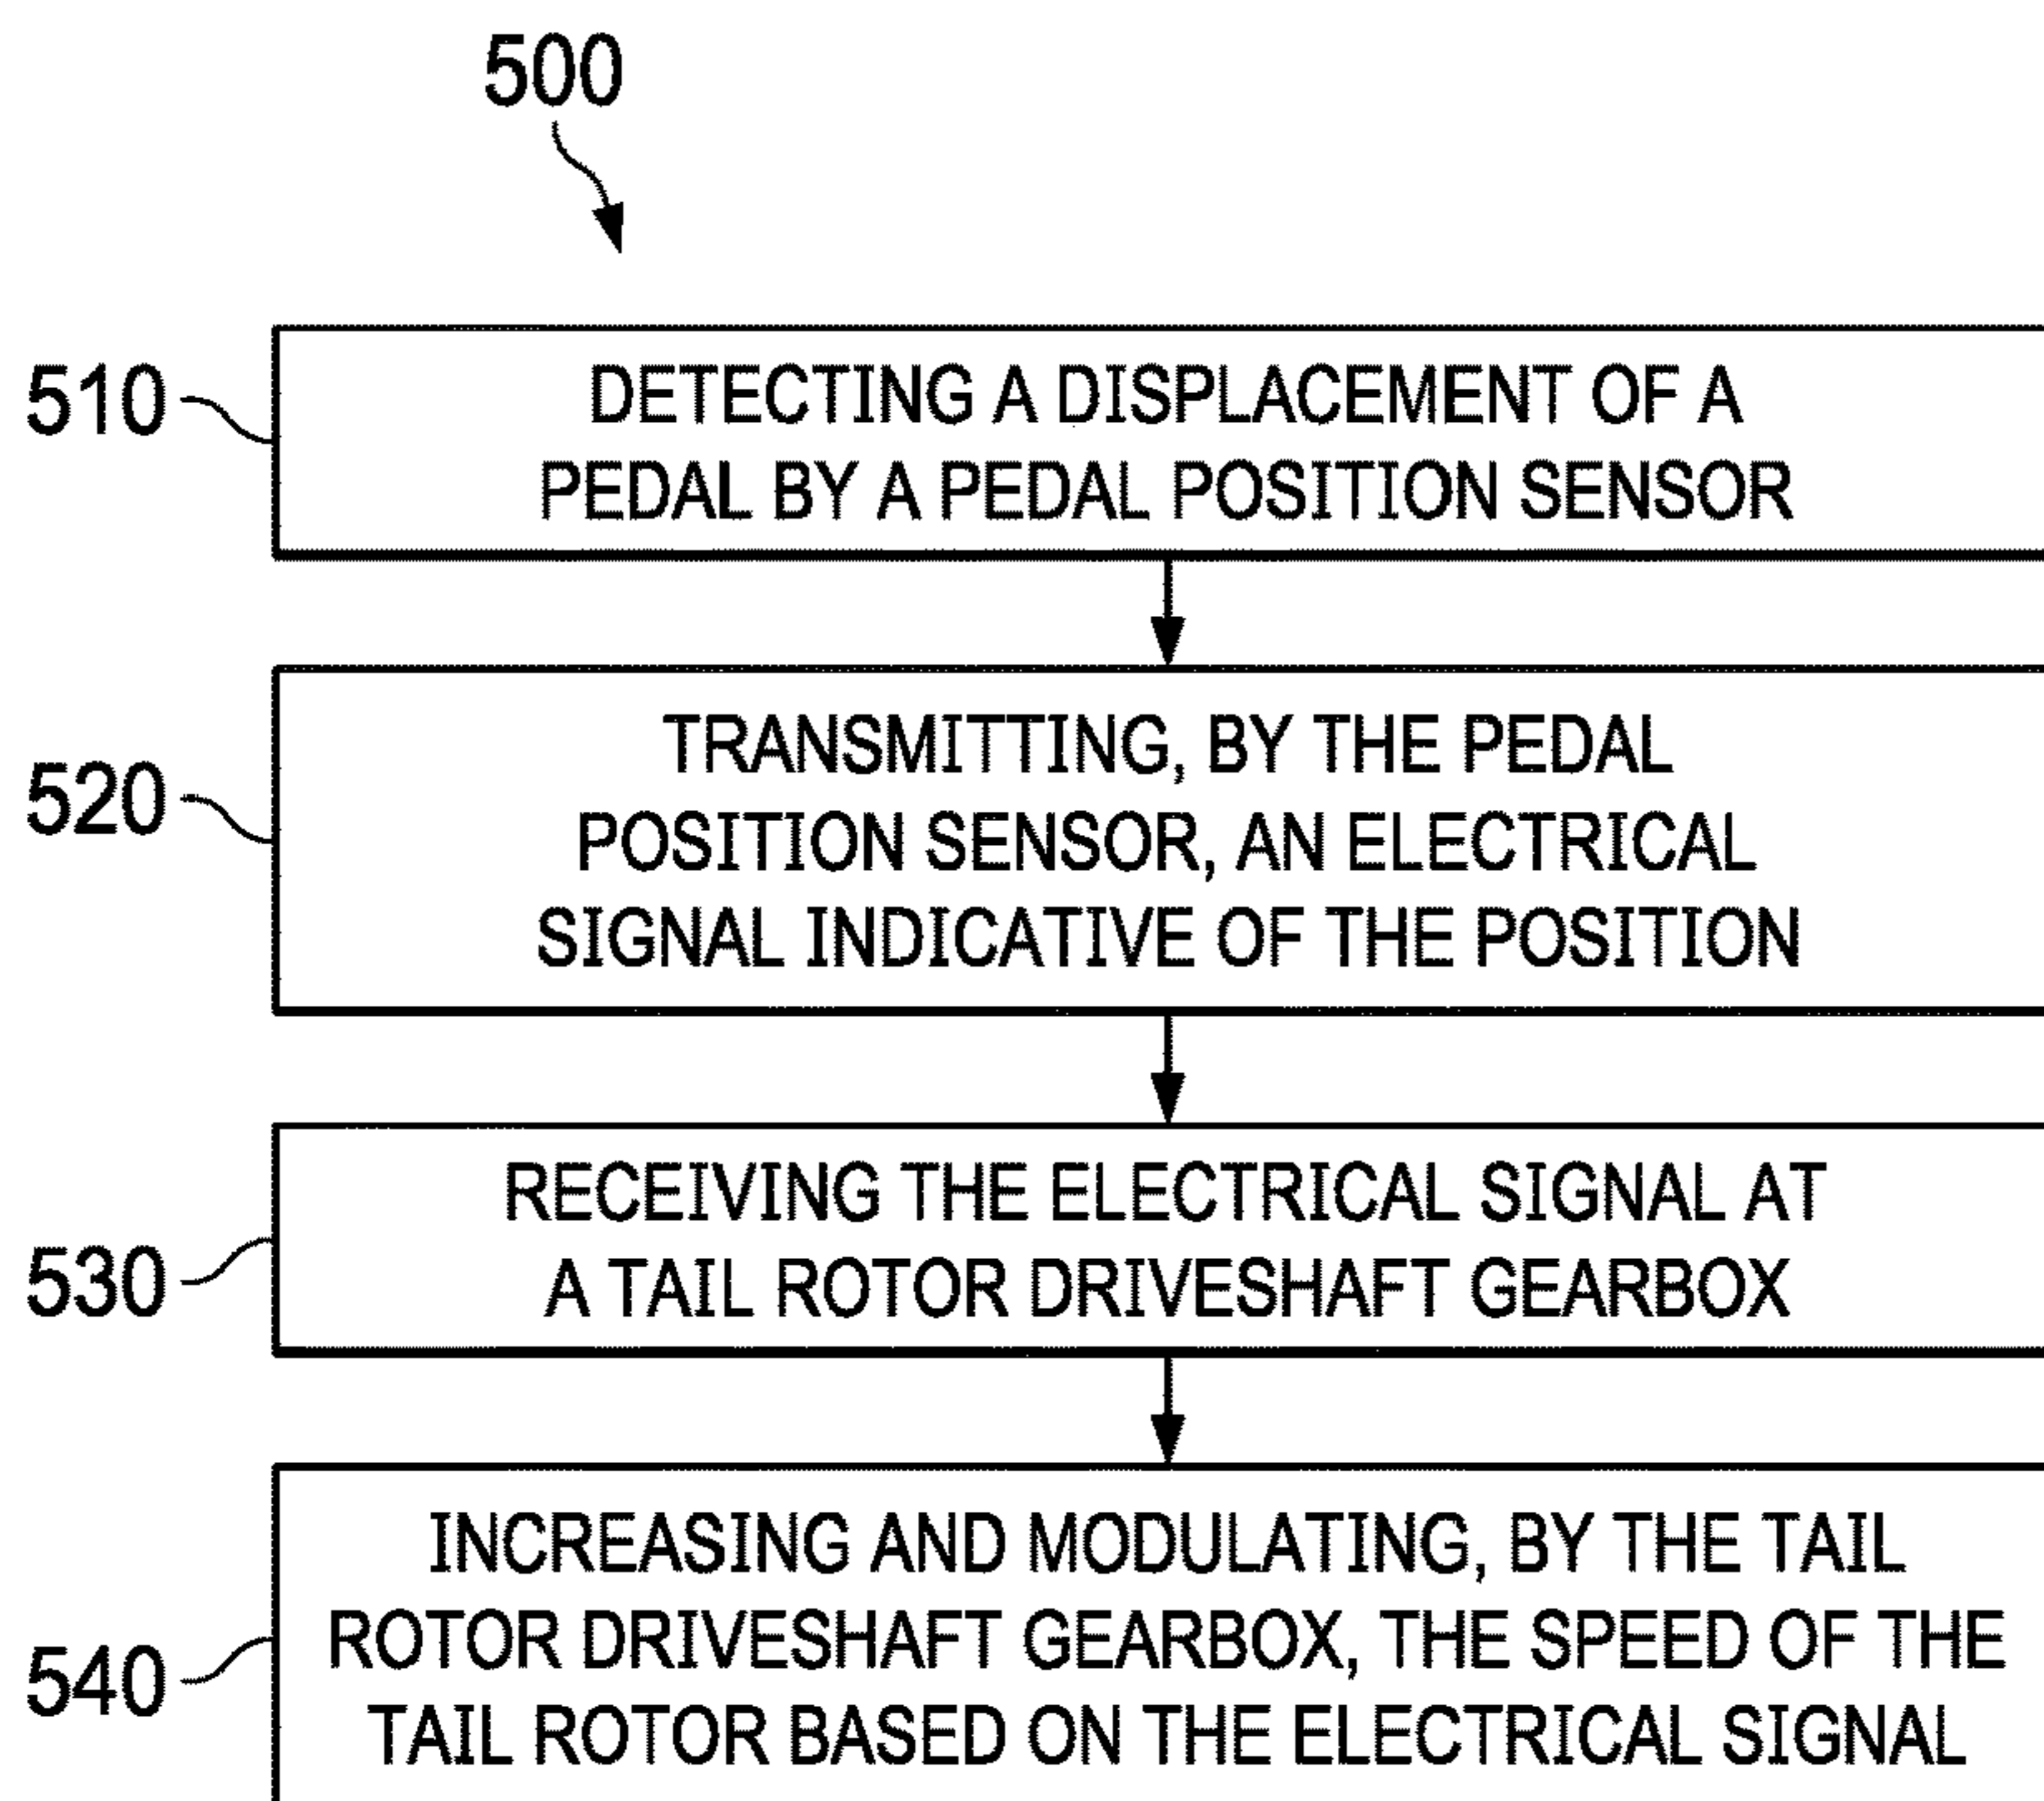 500
510
DETECTING A DISPLACEMENT OF A
PEDAL BY A PEDAL POSITION SENSOR
520
TRANSMITTING, BY THE PEDAL
POSITION SENSOR, AN ELECTRICAL
SIGNAL INDICATIVE OF THE POSITION
530
RECEIVING THE ELECTRICAL SIGNAL AT
A TAIL ROTOR DRIVESHAFT GEARBOX
540
INCREASING AND MODULATING, BY THE TAIL
ROTOR DRIVESHAFT GEARBOX, THE SPEED OF THE
TAIL ROTOR BASED ON THE ELECTRICAL SIGNAL